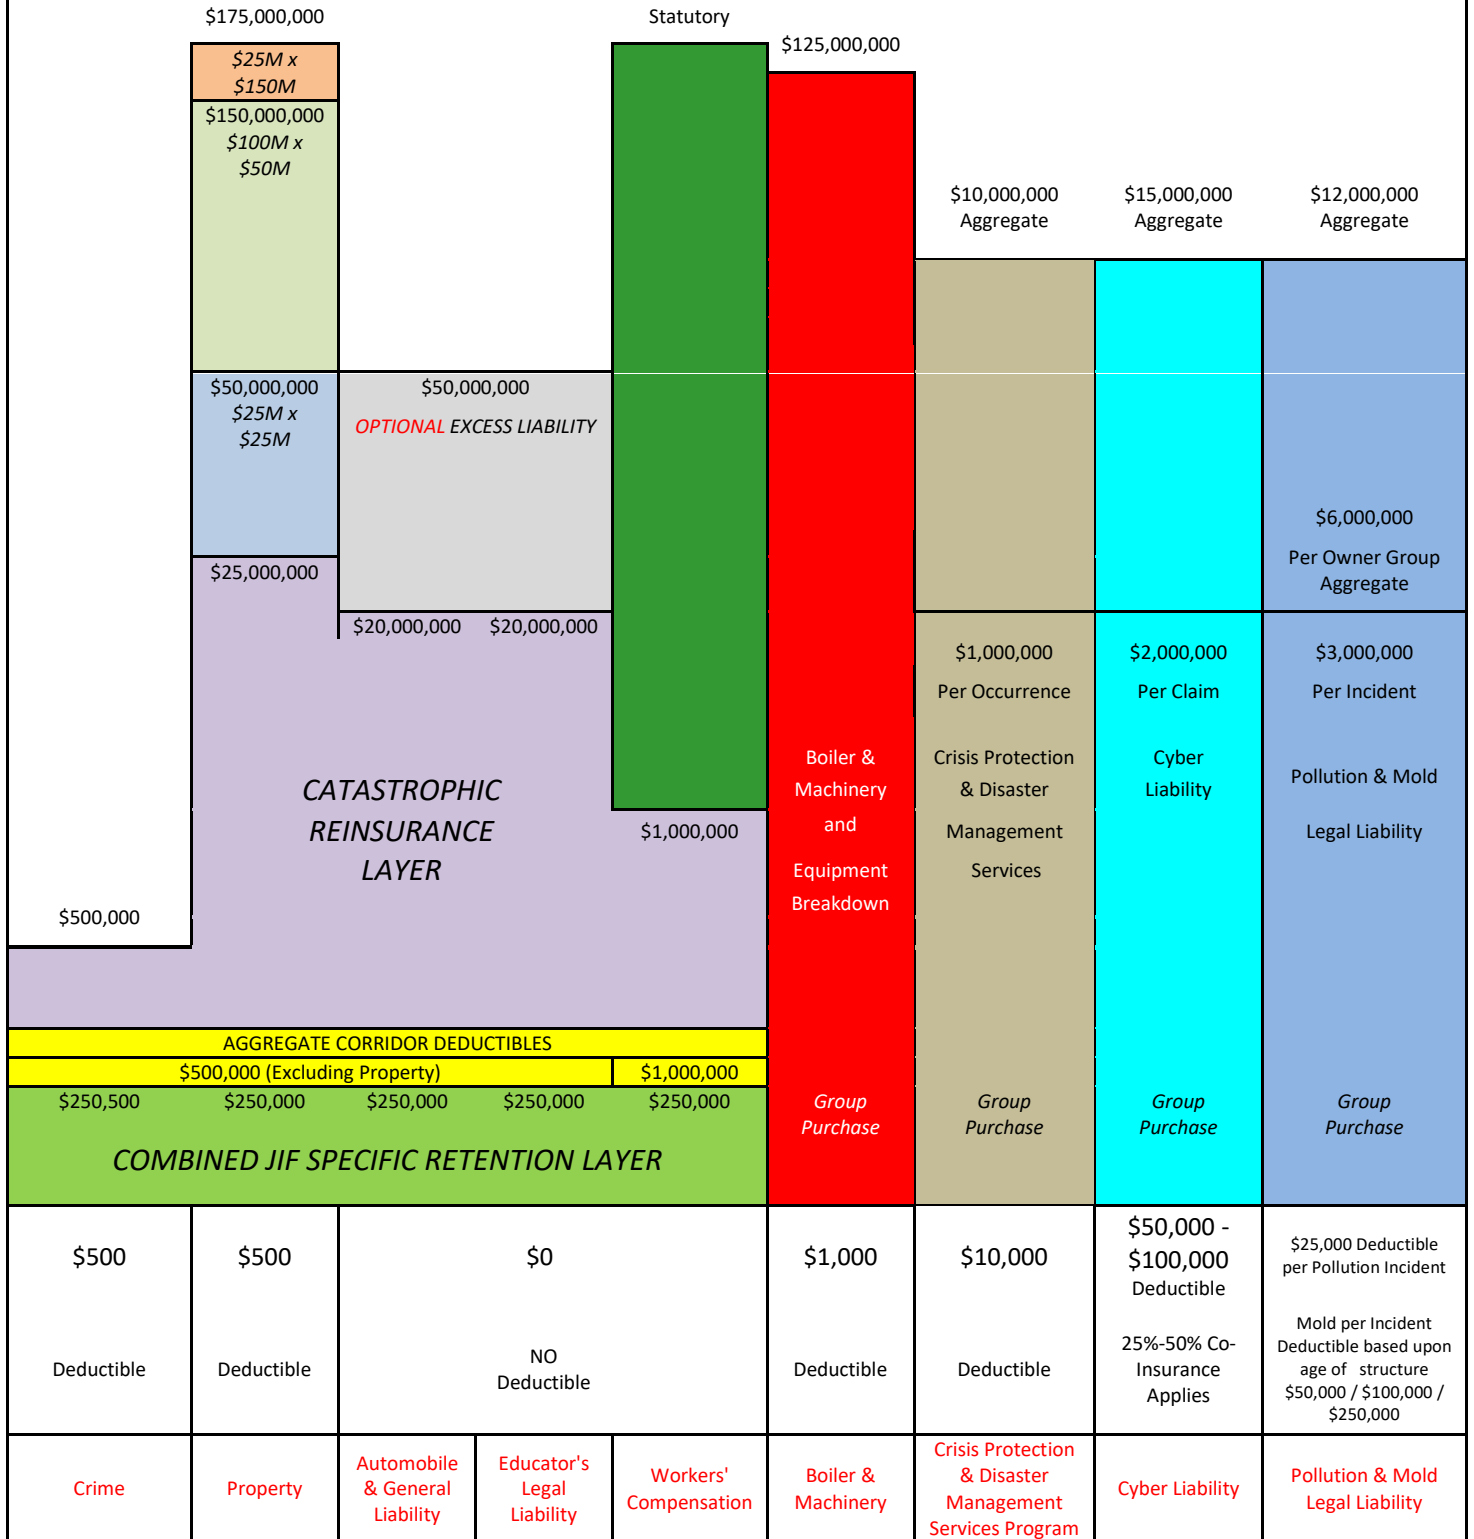 $175,000,000
Statutory
$125,000,000
$25M x
$150M
$150,000,000
$100M x
$50M
$10,000,000
Aggregate
$15,000,000
Aggregate
$12,000,000
Aggregate
$50,000,000
$25M x
$25M
$50,000,000
OPTIONAL EXCESS LIABILITY
$6,000,000
Per Owner Group
Aggregate
$25,000,000
$20,000,000
$20,000,000
$1,000,000
Per Occurrence
$2,000,000
Per Claim
$3,000,000
Per Incident
CATASTROPHIC
REINSURANCE
LAYER
$1,000,000
Boiler &
Machinery
and
Equipment
Breakdown
Crisis Protection
& Disaster
Management
Services
Cyber
Liability
Pollution & Mold
Legal Liability
$500,000
AGGREGATE CORRIDOR DEDUCTIBLES
$500,000 (Excluding Property)
$1,000,000
$250,500
$250,000
$250,000
$250,000
$250,000
Group
Purchase
Group
Purchase
Group
Purchase
Group
Purchase
COMBINED JIF SPECIFIC RETENTION LAYER
$500
Deductible
$500
Deductible
$0
NO
Deductible
$1,000
Deductible
$10,000
Deductible
$50,000 -
$100,000
Deductible
25%-50% Co-
Insurance
Applies
$25,000 Deductible
per Pollution Incident
Mold per Incident
Deductible based upon
age of structure
$50,000 / $100,000 /
$250,000
Crime
Property
Automobile
& General
Liability
Educator's
Legal
Liability
Workers'
Compensation
Boiler &
Machinery
Crisis Protection
& Disaster
Management
Services Program
Cyber Liability
Pollution & Mold
Legal Liability